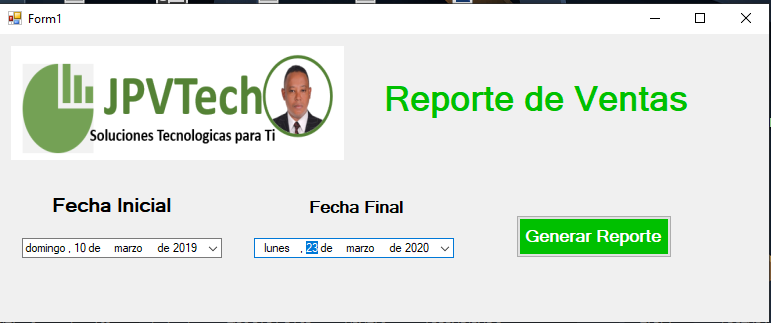 Form1
JPVTech
Soluciones Tecnologicas para Ti
Reporte de Ventas
Fecha Inicial
Fecha Final
domingo , 10 de marzo de 2019
lunes , 23 de marzo de 2020
Generar Reporte